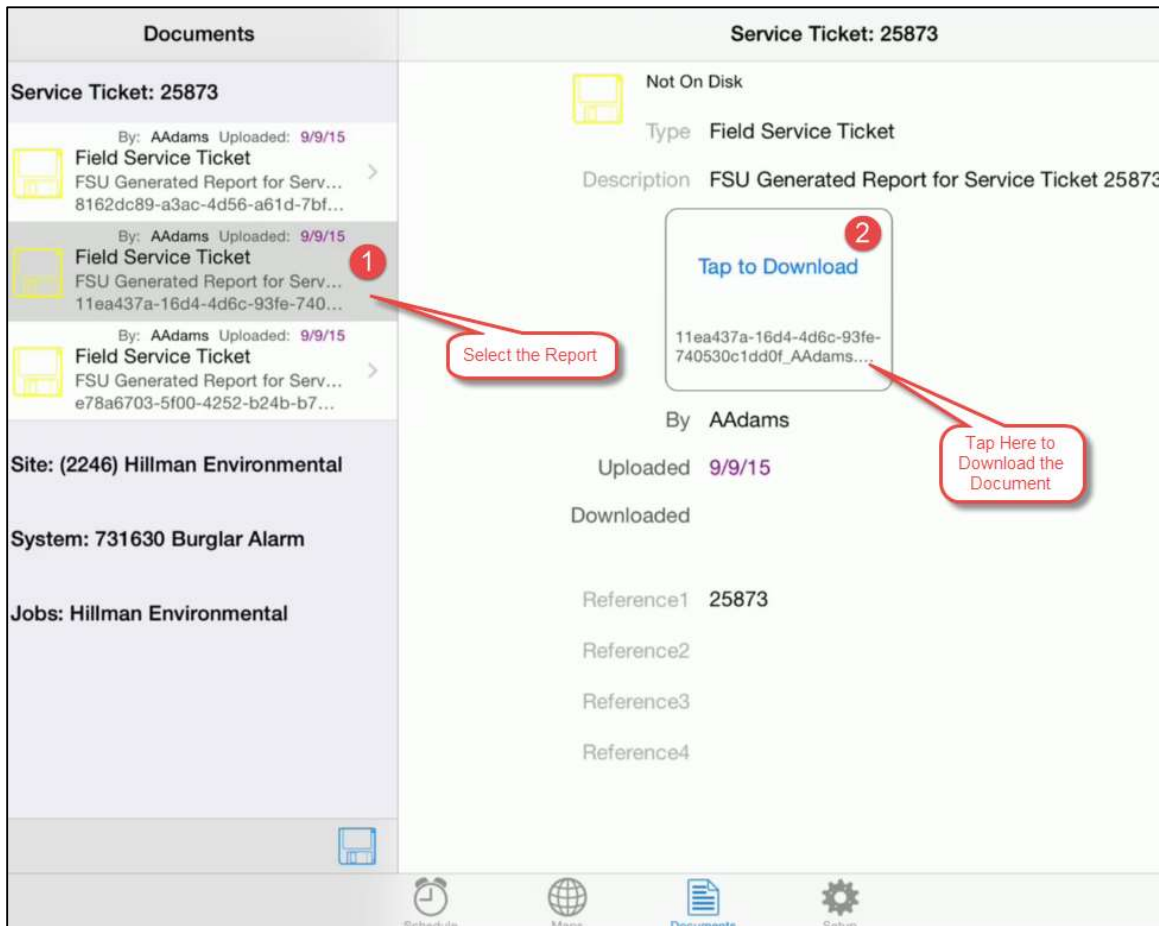 Documents
Service Ticket: 25873
By: AAdams Uploaded: 9/9/15
Field Service Ticket
FSU Generated Report for Serv...
8162dc89-a3ac-4d56-a61d-7bf...
By: AAdams Uploaded: 9/9/15
Field Service Ticket
FSU Generated Report for Serv...
11ea437a-16d4-4d6c-93fe-740...
1
Select the Report
By: AAdams Uploaded: 9/9/15
Field Service Ticket
FSU Generated Report for Serv...
e78a6703-5f00-4252-b24b-b7...
Site: (2246) Hillman Environmental
System: 731630 Burglar Alarm
Jobs: Hillman Environmental
Service Ticket: 25873
Not On Disk
Type Field Service Ticket
Description FSU Generated Report for Service Ticket 25873
2
Tap to Download
11ea437a-16d4-4d6c-93fe-
740530c1dd0f_AAdams....
Tap Here to
Download the
Document
By AAdams
Uploaded 9/9/15
Downloaded
Reference1 25873
Reference2
Reference3
Reference4
Schedule Maps Documents Setup